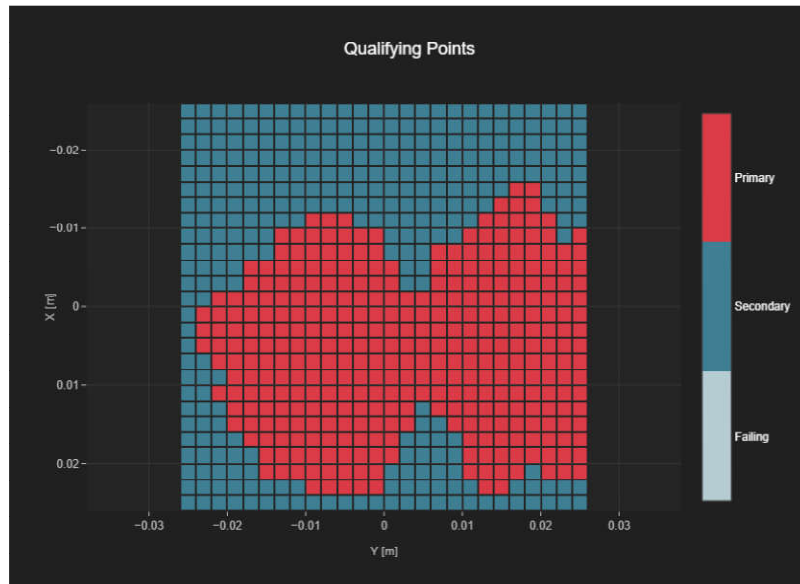 Qualifying Points
−0.02
−0.01
0
0.01
0.02
X [m]
−0.03
−0.02
−0.01
0
0.01
0.02
0.03
Y [m]
Primary
Secondary
Failing